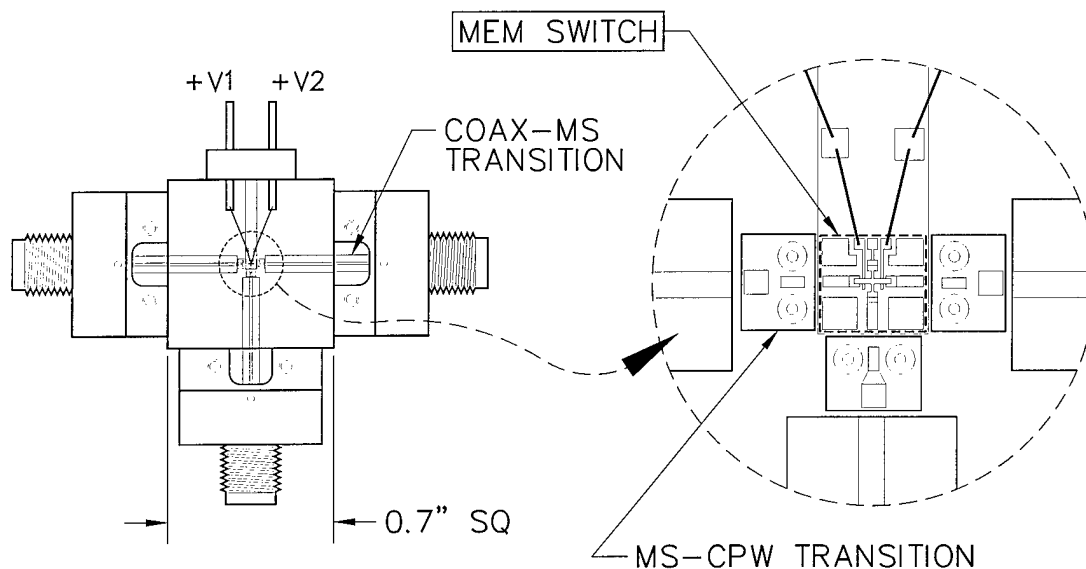 MEM SWITCH
+V1 +V2
COAX-MS
TRANSITION
0.7" SQ
MS-CPW TRANSITION